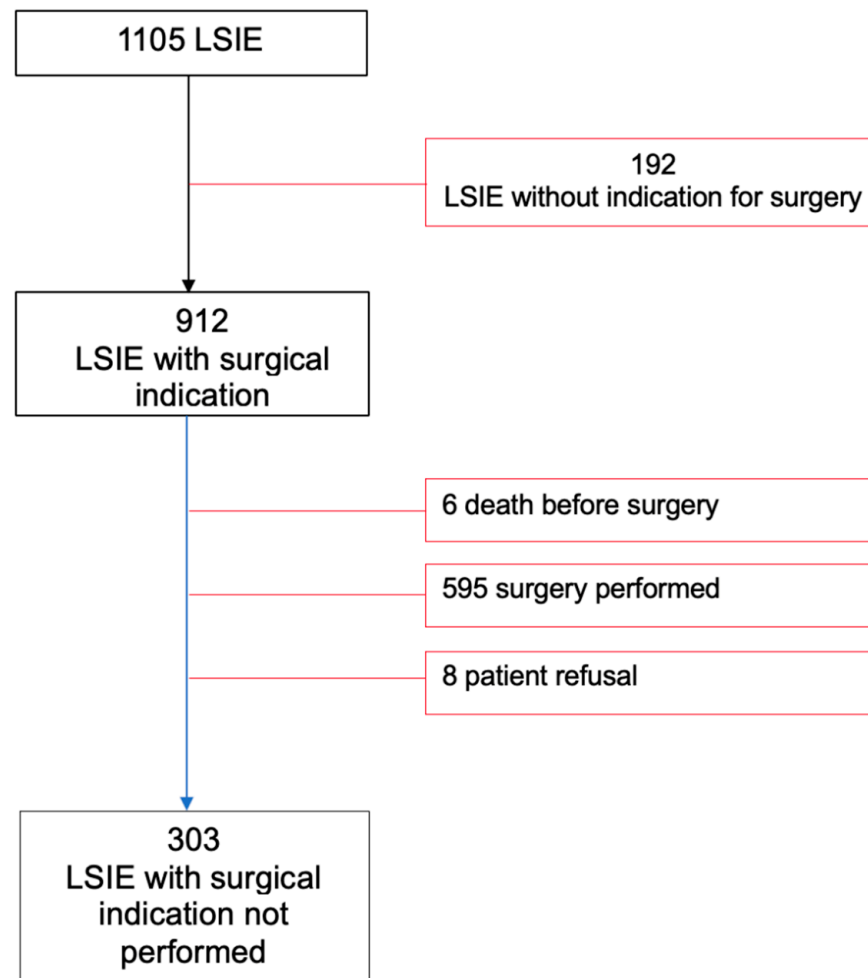 1105 LSIE
192
LSIE without indication for surgery
912
LSIE with surgical
indication
6 death before surgery
595 surgery performed
8 patient refusal
303
LSIE with surgical
indication not
performed